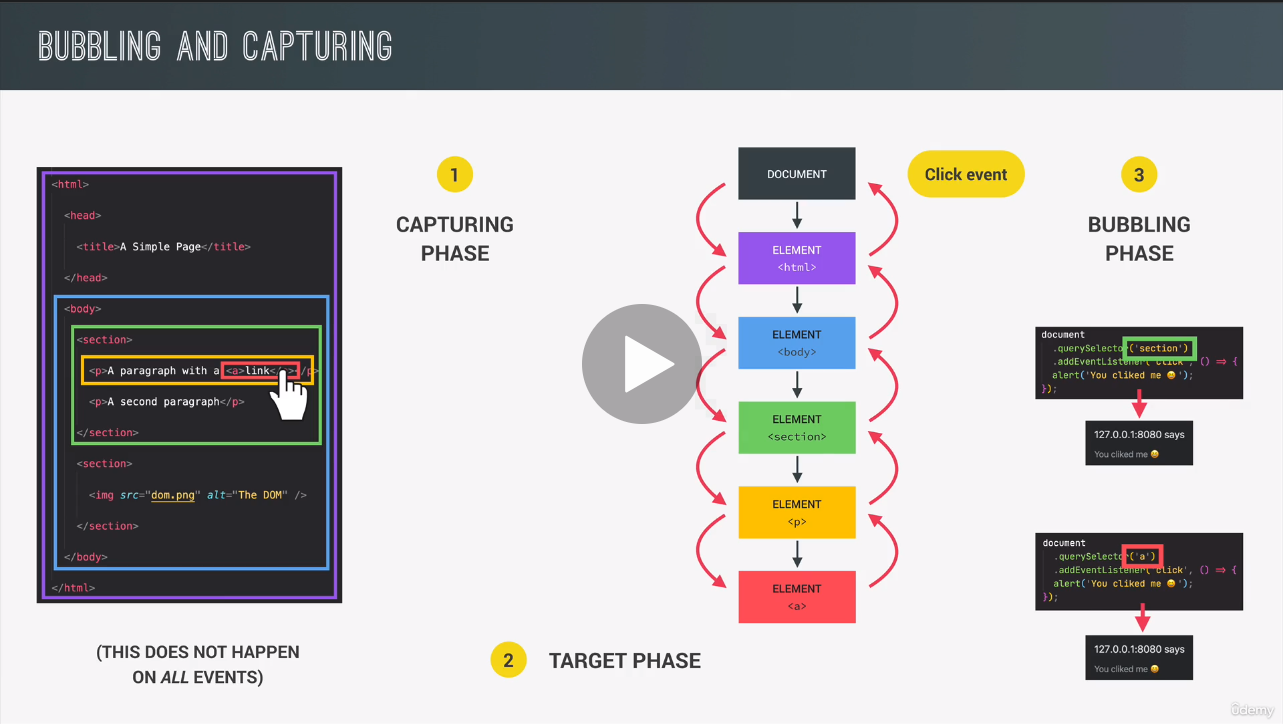 BUBBLING AND CAPTURING
<html>
<head>
<title>A Simple Page</title>
</head>
<body>
<section>
<p>A paragraph with a <a>link</a></p>
<p>A second paragraph</p>
</section>
<section>
<img src="dom.png" alt="The DOM" />
</section>
</body>
</html>
(THIS DOES NOT HAPPEN
ON ALL EVENTS)
1
CAPTURING
PHASE
DOCUMENT
ELEMENT
<html>
ELEMENT
<body>
ELEMENT
<section>
ELEMENT
<p>
ELEMENT
<a>
2
TARGET PHASE
Click event
3
BUBBLING
PHASE
document
.querySelector('section')
.addEventListener('click', () => {
alert('You cliked me 😀');
});
127.0.0.1:8080 says
You cliked me 😀
document
.querySelector('a')
.addEventListener('click', () => {
alert('You cliked me 😀');
});
127.0.0.1:8080 says
You cliked me 😀
ûdemy